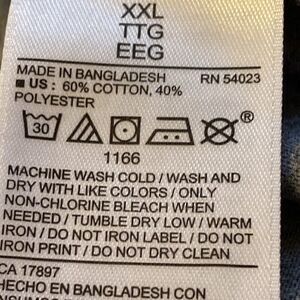 XXL
TTG
EEG
MADE IN BANGLADESH RN 54023
■ US : 60% COTTON, 40%
POLYESTER
30 ®
1166
MACHINE WASH COLD / WASH AND
DRY WITH LIKE COLORS / ONLY
NON-CHLORINE BLEACH WHEN
NEEDED / TUMBLE DRY LOW / WARM
IRON / DO NOT IRON LABEL / DO NOT
IRON PRINT / DO NOT DRY CLEAN
CA 17897
HECHO EN BANGLADESH CON